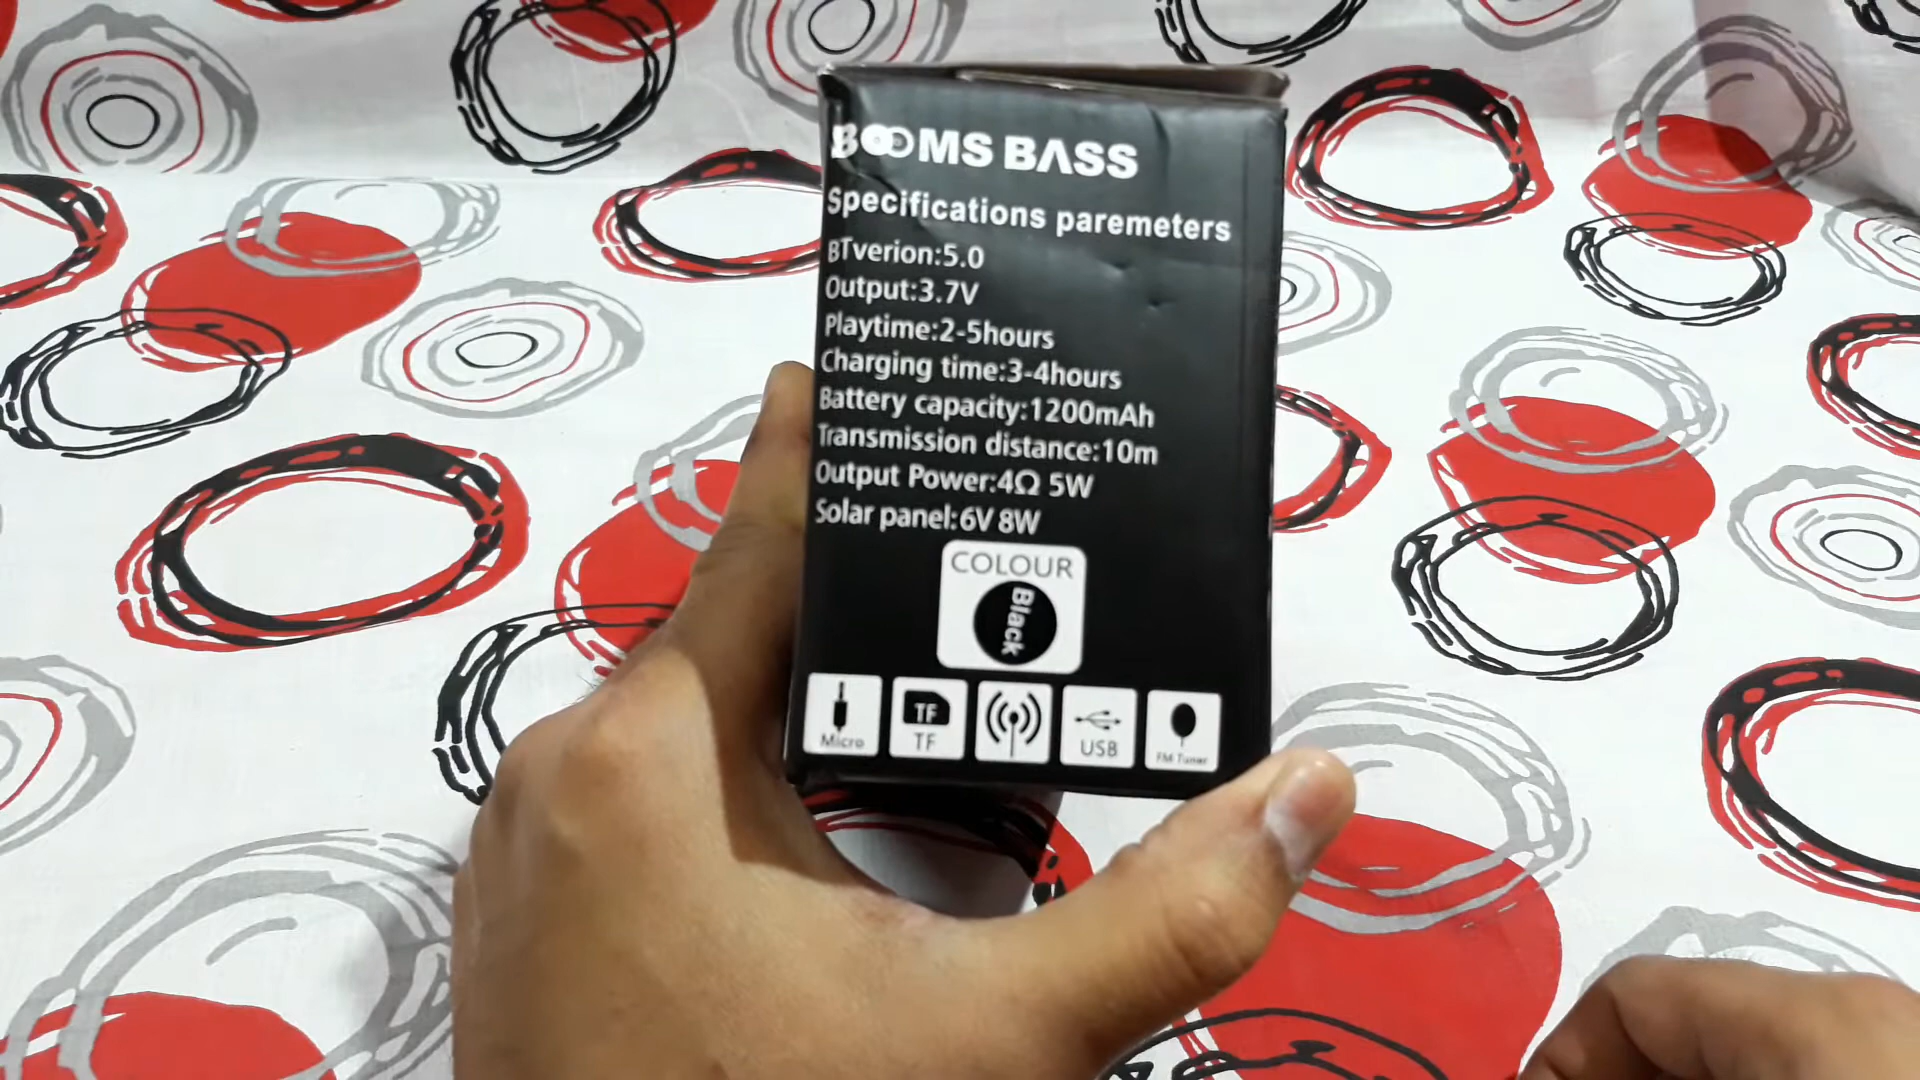 BOOMS BASS
Specifications paremeters
BTverion:5.0
Output:3.7V
Playtime:2-5hours
Charging time:3-4hours
Battery capacity:1200mAh
Transmission distance:10m
Output Power:4Ω 5W
Solar panel:6V 8W
COLOUR
Black
TF
Micro TF USB FM Tuner